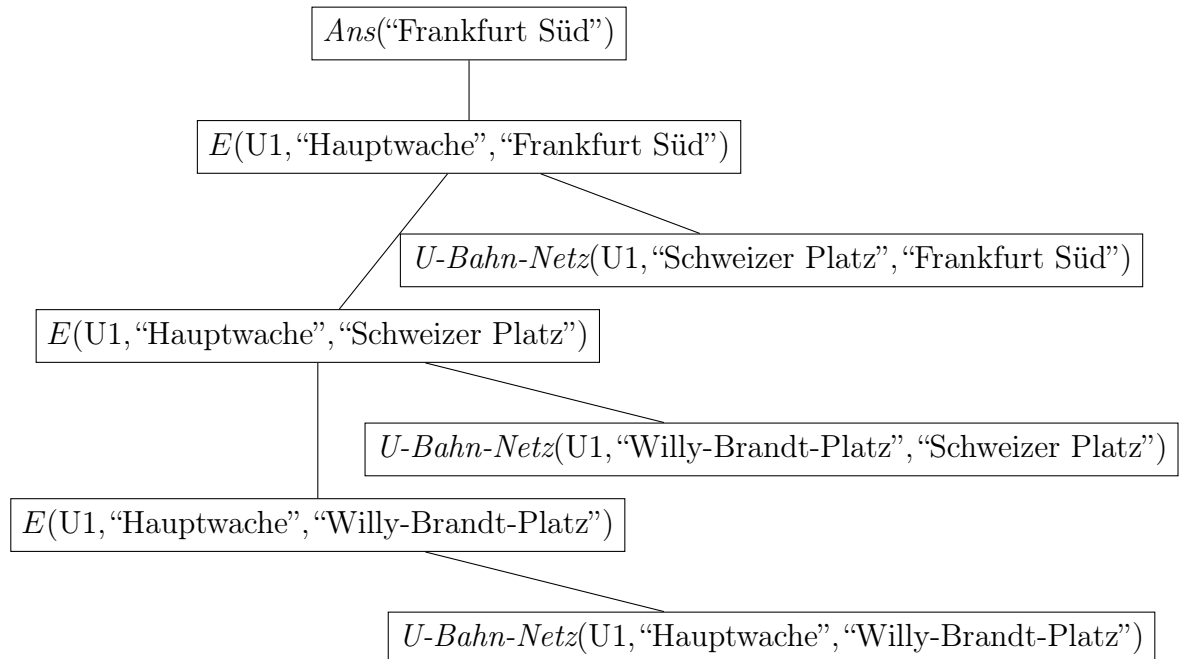 Ans(“Frankfurt Süd”)
E(U1,“Hauptwache”,“Frankfurt Süd”)
U-Bahn-Netz(U1,“Schweizer Platz”,“Frankfurt Süd”)
E(U1,“Hauptwache”,“Schweizer Platz”)
U-Bahn-Netz(U1,“Willy-Brandt-Platz”,“Schweizer Platz”)
E(U1,“Hauptwache”,“Willy-Brandt-Platz”)
U-Bahn-Netz(U1,“Hauptwache”,“Willy-Brandt-Platz”)